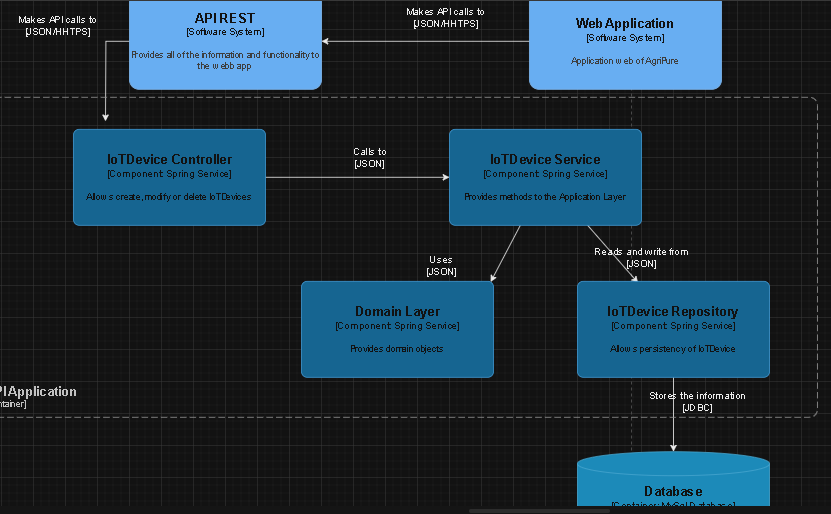 Makes API calls to
[JSON/HHTPS]
API REST
[Software System]
Provides all of the information and functionality to
the webb app
Makes API calls to
[JSON/HHTPS]
Web Application
[Software System]
Application web of AgriPure
IoTDevice Controller
[Component: Spring Service]
Allows create, modify or delete IoTDevices
Calls to
[JSON]
IoTDevice Service
[Component: Spring Service]
Provides methods to the Application Layer
Uses
[JSON]
Reads and write from
[JSON]
Domain Layer
[Component: Spring Service]
Provides domain objects
IoTDevice Repository
[Component: Spring Service]
Allows persistency of IoTDevice
PI Application
ntainer]
Stores the information
[JDBC]
Database
[Container: MySql Database]